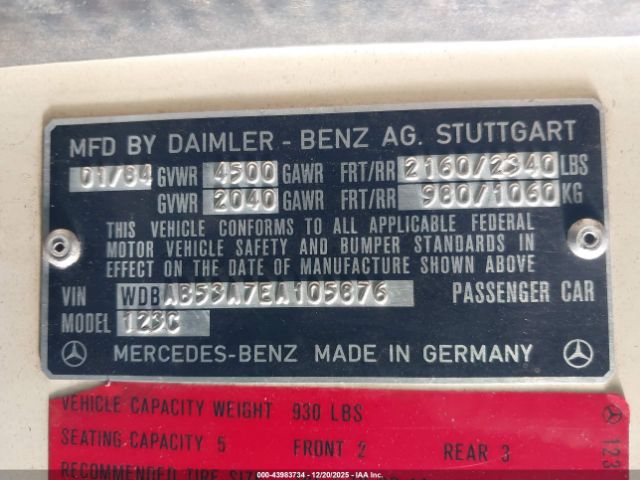 MFD BY DAIMLER - BENZ AG. STUTTGART
01/84 GVWR 4500 GAWR FRT/RR 2160/2340 LBS
GVWR 2040 GAWR FRT/RR 980/1060 KG
THIS VEHICLE CONFORMS TO ALL APPLICABLE FEDERAL
MOTOR VEHICLE SAFETY AND BUMPER STANDARDS IN
EFFECT ON THE DATE OF MANUFACTURE SHOWN ABOVE
VIN WDBAB53A7EA105876 PASSENGER CAR
MODEL 123C
MERCEDES-BENZ MADE IN GERMANY
VEHICLE CAPACITY WEIGHT 930 LBS
SEATING CAPACITY 5 FRONT 2 REAR 3
RECOMMENDED TIRE
123
000-43983734 - 12/20/2025 - IAA Inc.